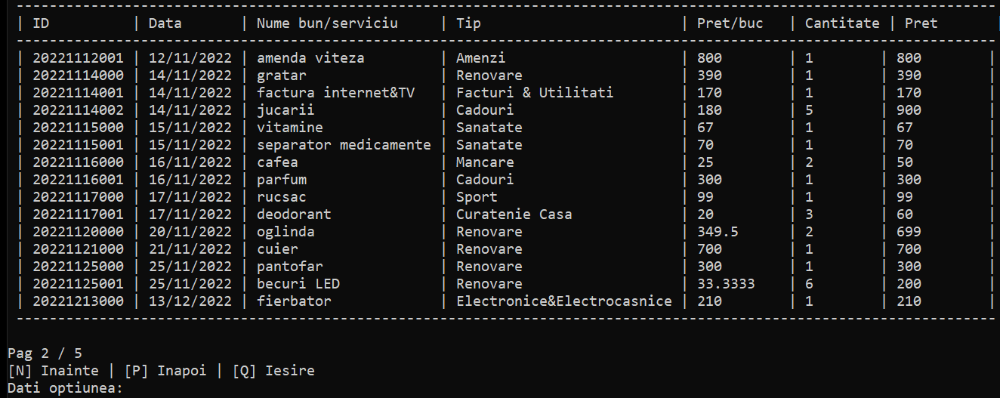 -----------------------------------------------------------------------------------------------------------------------
| ID          | Data       | Nume bun/serviciu     | Tip                        | Pret/buc   | Cantitate | Pret       |
-----------------------------------------------------------------------------------------------------------------------
| 20221112001 | 12/11/2022 | amenda viteza         | Amenzi                     | 800        | 1        | 800        |
| 20221114000 | 14/11/2022 | gratar                | Renovare                   | 390        | 1        | 390        |
| 20221114001 | 14/11/2022 | factura internet&TV   | Facturi & Utilitati        | 170        | 1        | 170        |
| 20221114002 | 14/11/2022 | jucarii               | Cadouri                    | 180        | 5        | 900        |
| 20221115000 | 15/11/2022 | vitamine              | Sanatate                   | 67         | 1        | 67         |
| 20221115001 | 15/11/2022 | separator medicamente | Sanatate                   | 70         | 1        | 70         |
| 20221116000 | 16/11/2022 | cafea                 | Mancare                    | 25         | 2        | 50         |
| 20221116001 | 16/11/2022 | parfum                | Cadouri                    | 300        | 1        | 300        |
| 20221117000 | 17/11/2022 | rucsac                | Sport                      | 99         | 1        | 99         |
| 20221117001 | 17/11/2022 | deodorant             | Curatenie Casa             | 20         | 3        | 60         |
| 20221120000 | 20/11/2022 | oglinda               | Renovare                   | 349.5      | 2        | 699        |
| 20221121000 | 21/11/2022 | cuier                 | Renovare                   | 700        | 1        | 700        |
| 20221125000 | 25/11/2022 | pantofar              | Renovare                   | 300        | 1        | 300        |
| 20221125001 | 25/11/2022 | becuri LED            | Renovare                   | 33.3333    | 6        | 200        |
| 20221213000 | 13/12/2022 | fierbator             | Electronice&Electrocasnice | 210        | 1        | 210        |
-----------------------------------------------------------------------------------------------------------------------
Pag 2 / 5
[N] Inainte | [P] Inapoi | [Q] Iesire
Dati optiunea: